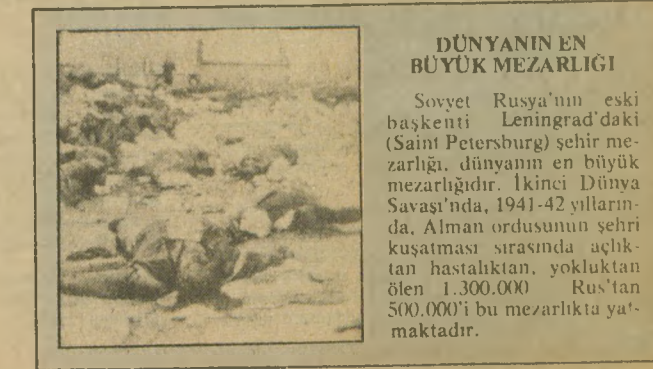 DÜNYANIN EN
BÜYÜK MEZARLIĞI
Sovyet Rusya'nın eski
başkenti Leningrad'daki
(Saint Petersburg) şehir me-
zarlığı, dünyanın en büyük
mezarlığıdır. İkinci Dünya
Savaşı'nda, 1941-42 yılların-
da, Alman ordusunun şehri
kuşatması sırasında açlık-
tan hastalıktan, yokluktan
ölen 1.300.000 Rus'tan
500.000'i bu mezarlıkta yat-
maktadır.